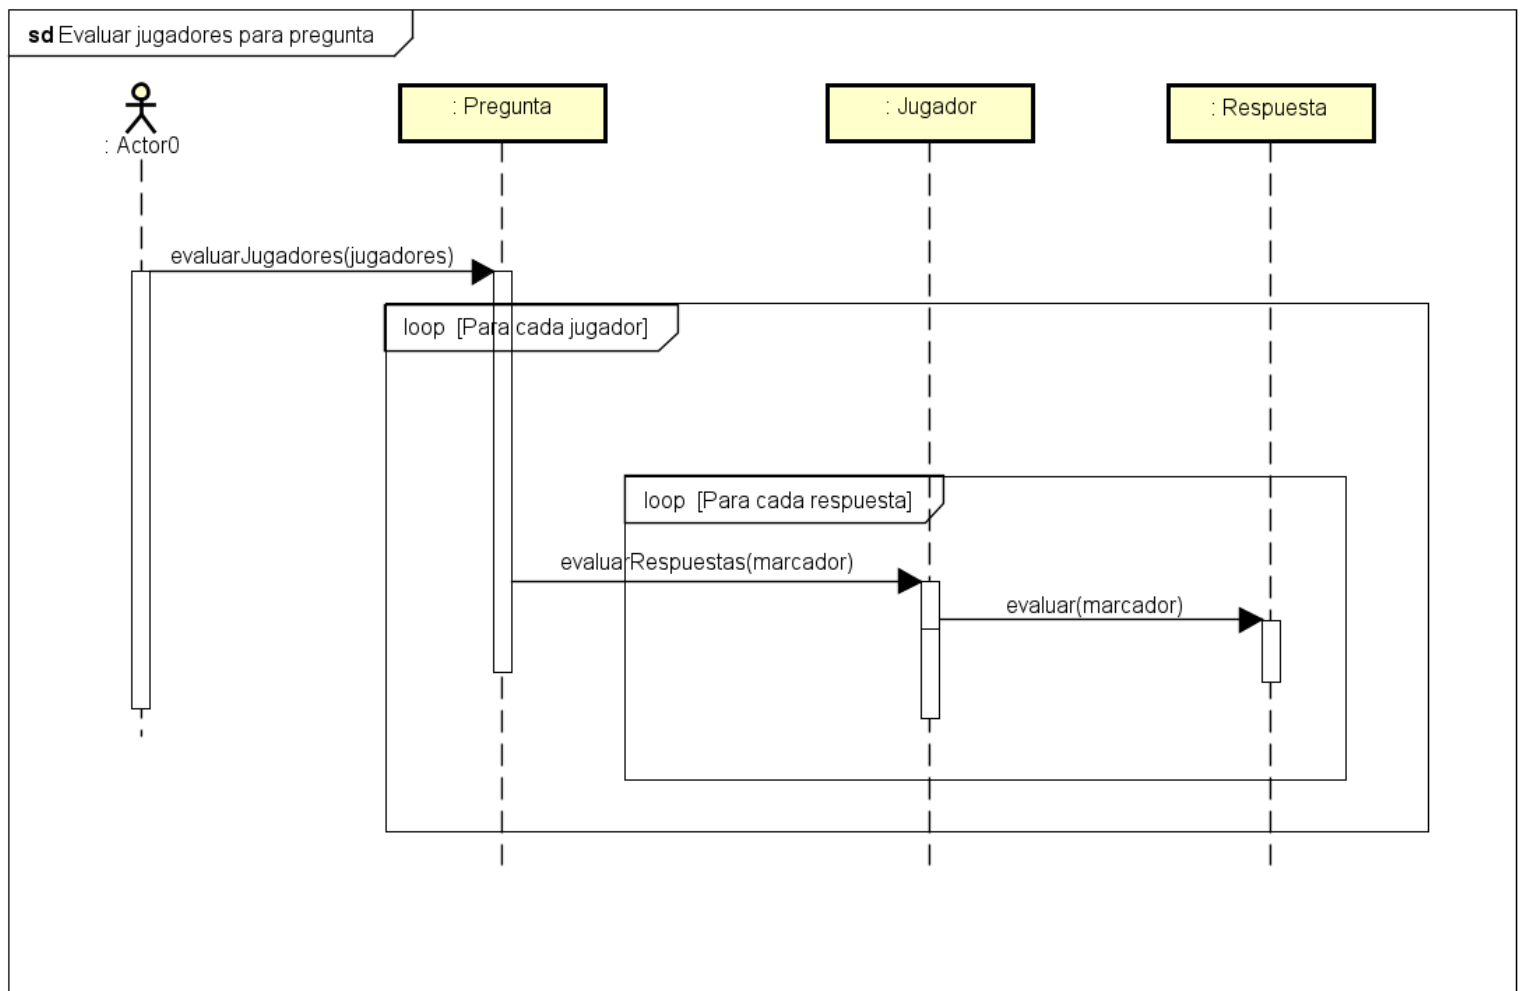 sd Evaluar jugadores para pregunta
: Actor0
: Pregunta
: Jugador
: Respuesta
evaluarJugadores(jugadores)
loop [Para cada jugador]
loop [Para cada respuesta]
evaluarRespuestas(marcador)
evaluar(marcador)